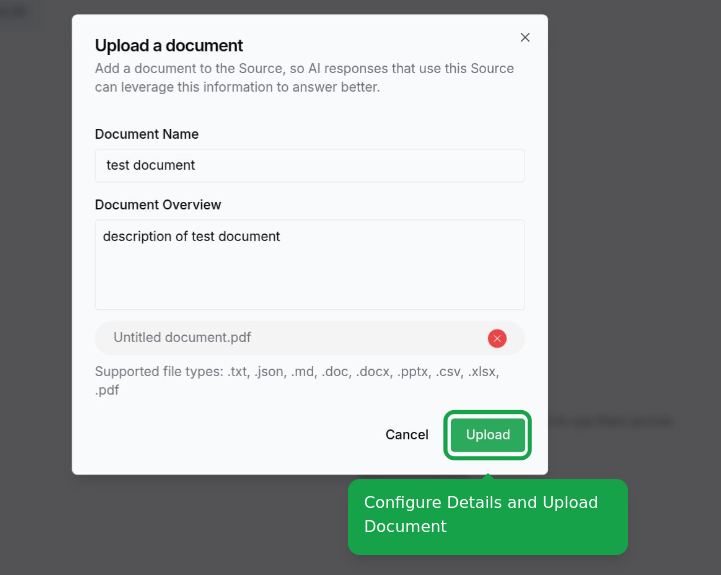 Upload a document
Add a document to the Source, so AI responses that use this Source
can leverage this information to answer better.
Document Name
test document
Document Overview
description of test document
Untitled document.pdf
Supported file types: .txt, .json, .md, .doc, .docx, .pptx, .csv, .xlsx,
.pdf
Cancel
Upload
Configure Details and Upload
Document